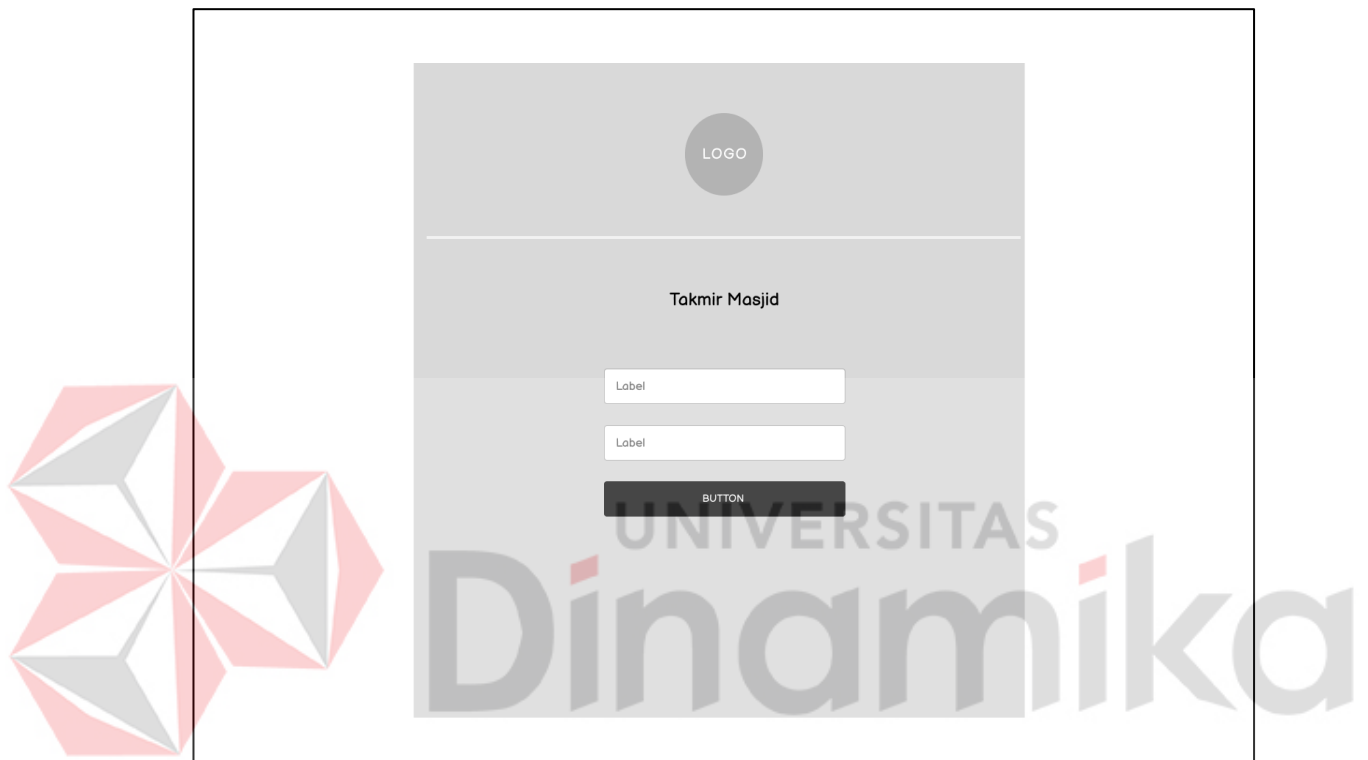 LOGO
Takmir Masjid
Label
Label
BUTTON
UNIVERSITAS
Dinamika